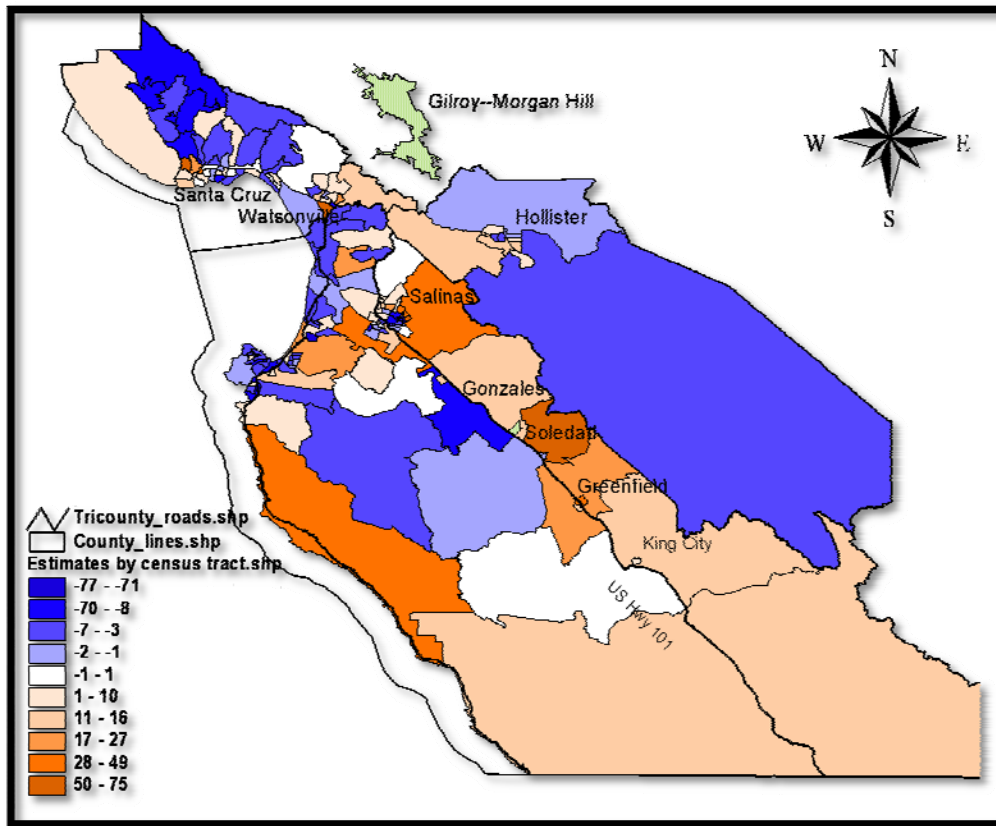 N
Gilroy--Morgan Hill
W E
S
Santa Cruz
Watsonville
Hollister
Salinas
Gonzales
Soledad
Greenfield
King City
US Hwy 101
Tricounty_roads.shp
County_lines.shp
Estimates by census tract.shp
-77 - -71
-70 - -8
-7 - -3
-2 - -1
-1 - 1
1 - 10
11 - 16
17 - 27
28 - 49
50 - 75